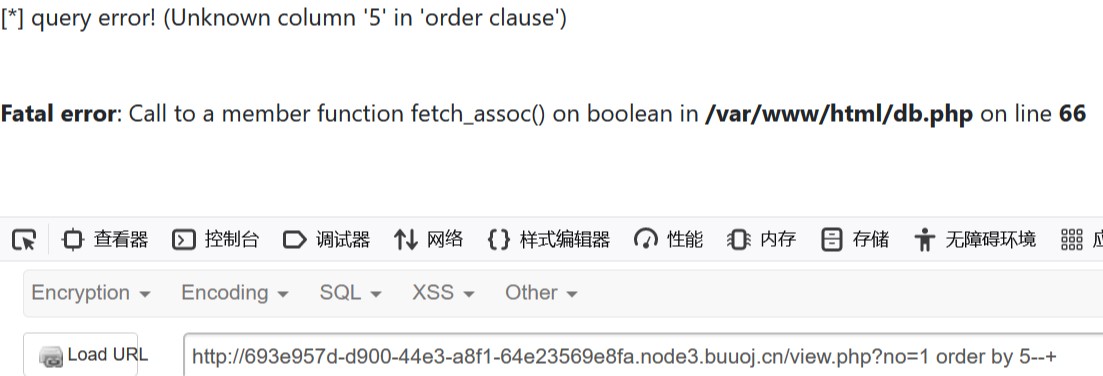 [*] query error! (Unknown column '5' in 'order clause')
Fatal error: Call to a member function fetch_assoc() on boolean in /var/www/html/db.php on line 66
查看器 控制台 调试器 网络 {} 样式编辑器 性能 内存 存储 无障碍环境
Encryption Encoding SQL XSS Other
Load URL http://693e957d-d900-44e3-a8f1-64e23569e8fa.node3.buuoj.cn/view.php?no=1 order by 5--+